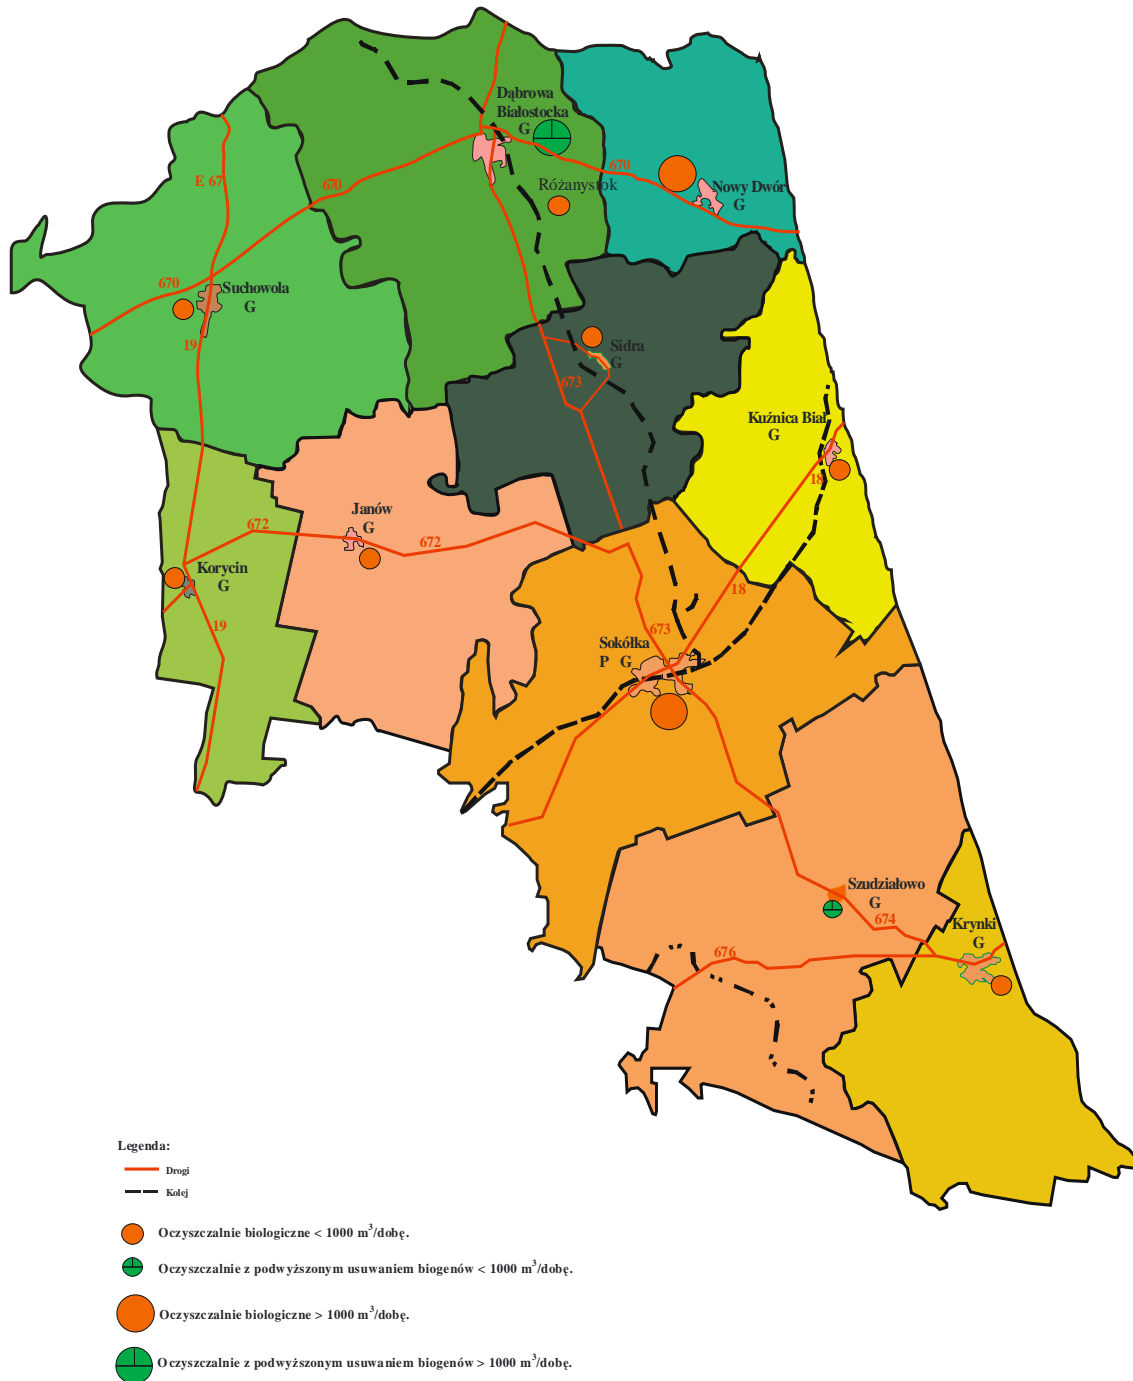 Dąbrowa
Białostocka
G
E 67
670
670
Różanystok
Nowy Dwór
G
670
Suchowola
G
19
Sidra
G
673
Kuźnica Biał
G
18
Janów
G
672
672
Korycin
G
19
18
673
Sokółka
P G
Szudziałowo
G
674
Krynki
G
676
Legenda:
Drogi
Kolej
Oczyszczalnie biologiczne < 1000 m³/dobę.
Oczyszczalnie z podwyższonym usuwaniem biogenów < 1000 m³/dobę.
Oczyszczalnie biologiczne > 1000 m³/dobę.
Oczyszczalnie z podwyższonym usuwaniem biogenów > 1000 m³/dobę.